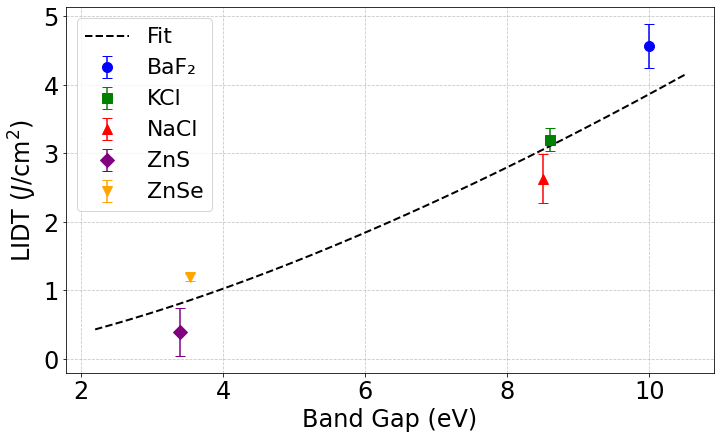 5
4
3
2
1
0
LIDT (J/cm²)
Fit
BaF₂
KCl
NaCl
ZnS
ZnSe
2 4 6 8 10
Band Gap (eV)